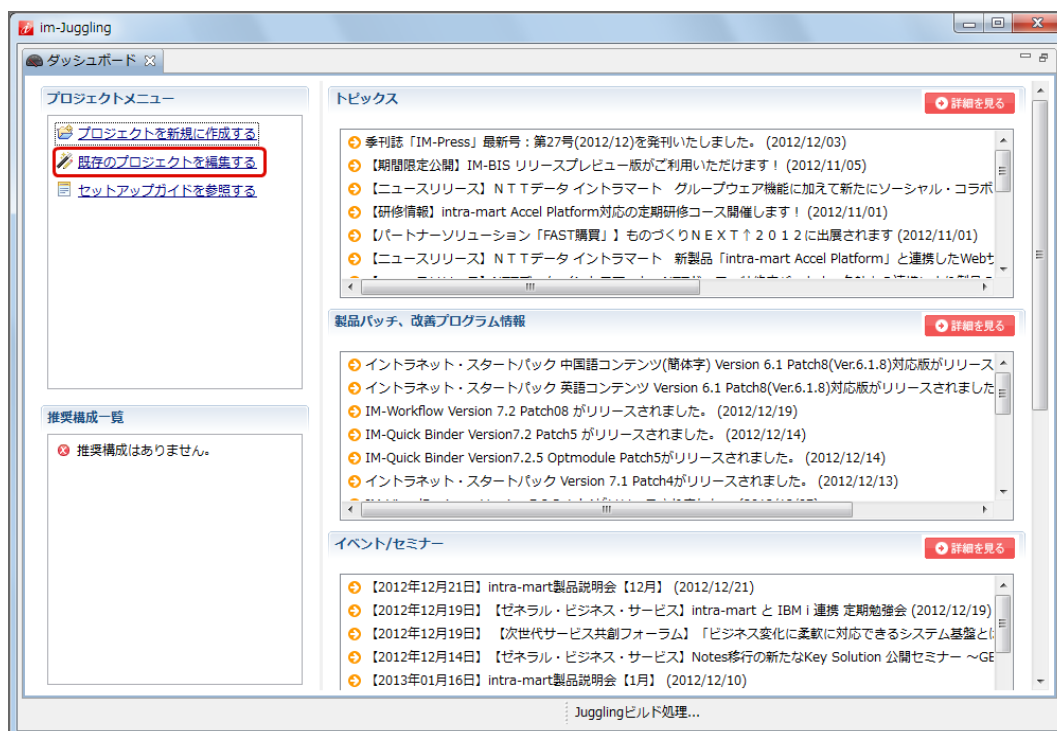 im-Juggling
ダッシュボード
プロジェクトメニュー
プロジェクトを新規に作成する
既存のプロジェクトを編集する
セットアップガイドを参照する
推奨構成一覧
推奨構成はありません。
トピックス
詳細を見る
季刊誌「IM-Press」最新号：第27号(2012/12)を発刊いたしました。 (2012/12/03)
【期間限定公開】IM-BIS リリースプレビュー版がご利用いただけます！ (2012/11/05)
【ニュースリリース】ＮＴＴデータ イントラマート　グループウェア機能に加えて新たにソーシャル・コラボ
【研修情報】intra-mart Accel Platform対応の定期研修コース開催します！ (2012/11/01)
【パートナーソリューション「FAST購買」】ものづくりＮＥＸＴ↑２０１２に出展されます (2012/11/01)
【ニュースリリース】ＮＴＴデータ イントラマート　新製品「intra-mart Accel Platform」と連携したWebサ
製品パッチ、改善プログラム情報
詳細を見る
イントラネット・スタートパック 中国語コンテンツ(簡体字) Version 6.1 Patch8(Ver.6.1.8)対応版がリリース
イントラネット・スタートパック 英語コンテンツ Version 6.1 Patch8(Ver.6.1.8)対応版がリリースされました
IM-Workflow Version 7.2 Patch08 がリリースされました。 (2012/12/19)
IM-Quick Binder Version7.2 Patch5 がリリースされました。 (2012/12/14)
IM-Quick Binder Version7.2.5 Optmodule Patch5がリリースされました。 (2012/12/14)
イントラネット・スタートパック Version 7.1 Patch4がリリースされました。 (2012/12/13)
イベント/セミナー
詳細を見る
【2012年12月21日】intra-mart製品説明会【12月】 (2012/12/21)
【2012年12月19日】【ゼネラル・ビジネス・サービス】intra-mart と IBM i 連携 定期勉強会 (2012/12/19)
【2012年12月19日】 【次世代サービス共創フォーラム】「ビジネス変化に柔軟に対応できるシステム基盤と
【2012年12月14日】【ゼネラル・ビジネス・サービス】Notes移行の新たなKey Solution 公開セミナー ～GE
【2013年01月16日】intra-mart製品説明会【1月】 (2012/12/10)
Jugglingビルド処理...